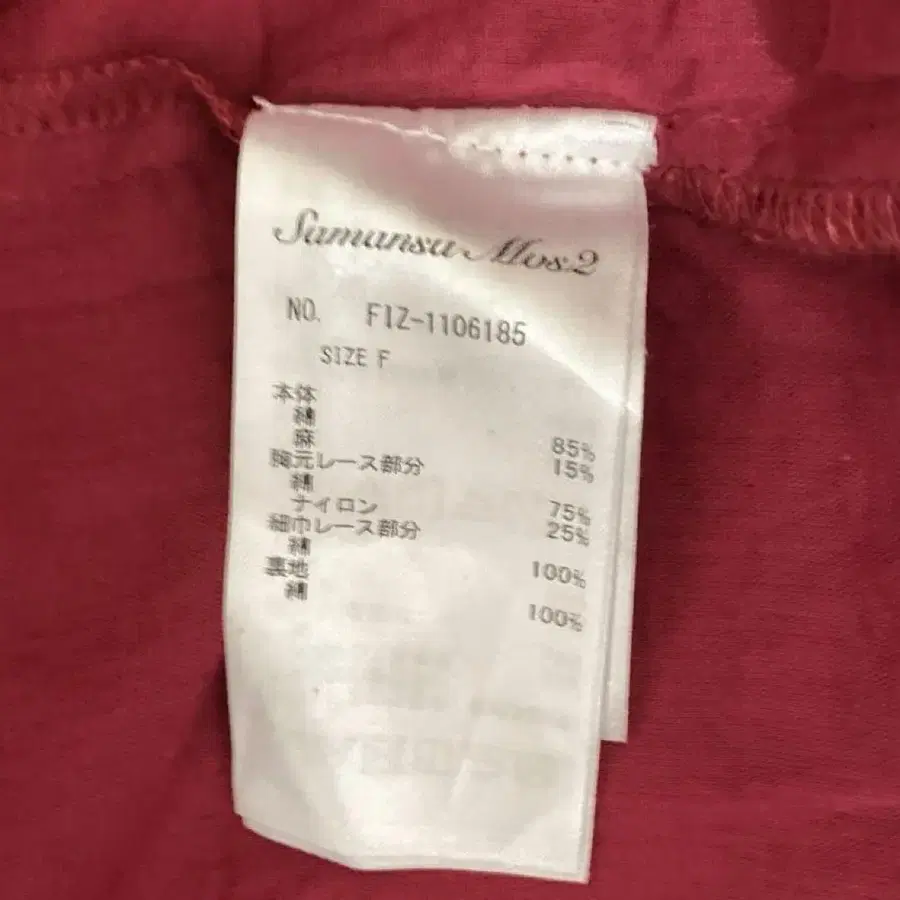 Samansa Mos2
NO. FIZ-1106185
SIZE F
本体
綿 85%
麻 15%
胸元レース部分
綿 75%
ナイロン 25%
細巾レース部分
綿 100%
裏地
綿 100%